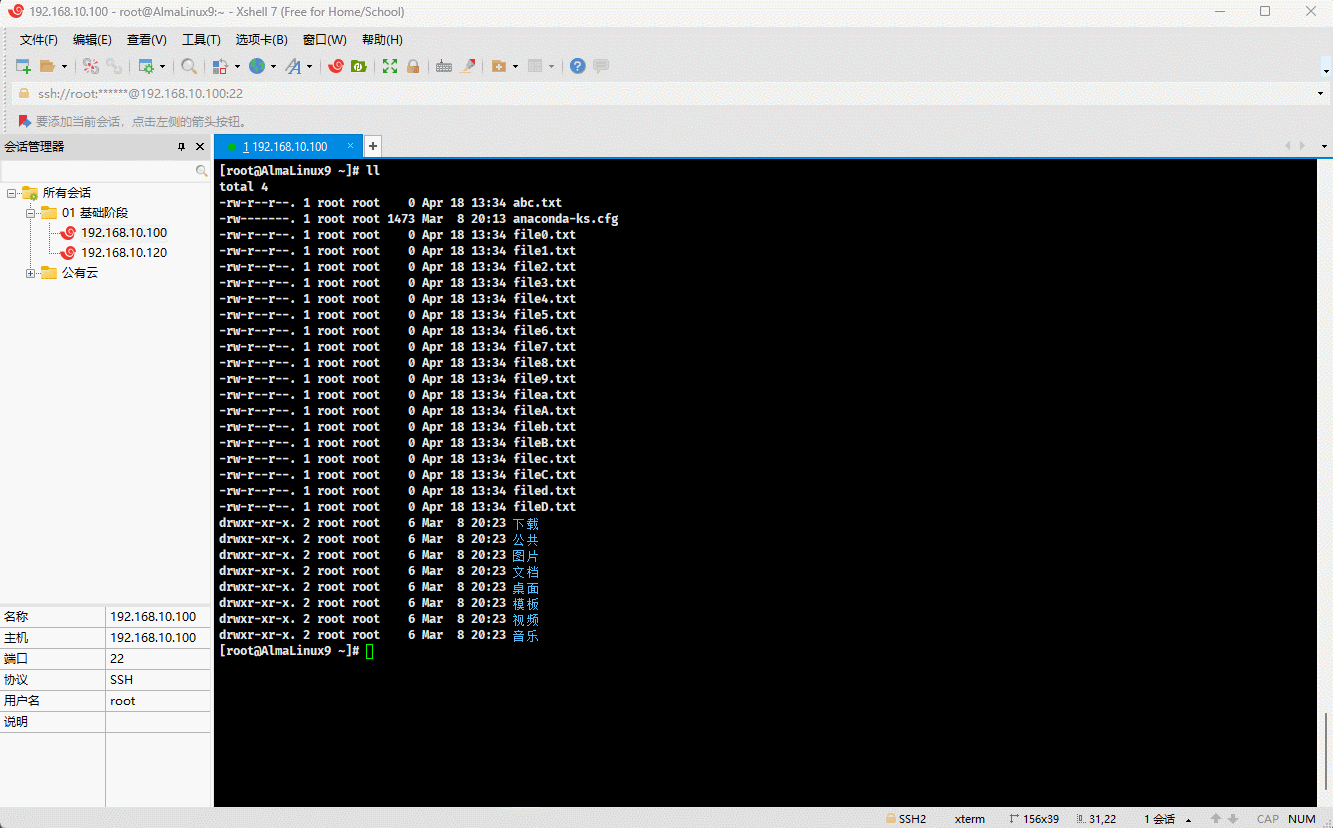 192.168.10.100 - root@AlmaLinux9:~ - Xshell 7 (Free for Home/School)
文件(F) 编辑(E) 查看(V) 工具(T) 选项卡(B) 窗口(W) 帮助(H)
ssh://root:******@192.168.10.100:22
要添加当前会话，点击左侧的箭头按钮。
会话管理器
1 192.168.10.100
所有会话
01 基础阶段
192.168.10.100
192.168.10.120
公有云
名称 192.168.10.100
主机 192.168.10.100
端口 22
协议 SSH
用户名 root
说明
[root@AlmaLinux9 ~]# ll
total 4
-rw-r--r--. 1 root root    0 Apr 18 13:34 abc.txt
-rw-------. 1 root root 1473 Mar  8 20:13 anaconda-ks.cfg
-rw-r--r--. 1 root root    0 Apr 18 13:34 file0.txt
-rw-r--r--. 1 root root    0 Apr 18 13:34 file1.txt
-rw-r--r--. 1 root root    0 Apr 18 13:34 file2.txt
-rw-r--r--. 1 root root    0 Apr 18 13:34 file3.txt
-rw-r--r--. 1 root root    0 Apr 18 13:34 file4.txt
-rw-r--r--. 1 root root    0 Apr 18 13:34 file5.txt
-rw-r--r--. 1 root root    0 Apr 18 13:34 file6.txt
-rw-r--r--. 1 root root    0 Apr 18 13:34 file7.txt
-rw-r--r--. 1 root root    0 Apr 18 13:34 file8.txt
-rw-r--r--. 1 root root    0 Apr 18 13:34 file9.txt
-rw-r--r--. 1 root root    0 Apr 18 13:34 filea.txt
-rw-r--r--. 1 root root    0 Apr 18 13:34 fileA.txt
-rw-r--r--. 1 root root    0 Apr 18 13:34 fileb.txt
-rw-r--r--. 1 root root    0 Apr 18 13:34 fileB.txt
-rw-r--r--. 1 root root    0 Apr 18 13:34 filec.txt
-rw-r--r--. 1 root root    0 Apr 18 13:34 fileC.txt
-rw-r--r--. 1 root root    0 Apr 18 13:34 filed.txt
-rw-r--r--. 1 root root    0 Apr 18 13:34 fileD.txt
drwxr-xr-x. 2 root root    6 Mar  8 20:23 下载
drwxr-xr-x. 2 root root    6 Mar  8 20:23 公共
drwxr-xr-x. 2 root root    6 Mar  8 20:23 图片
drwxr-xr-x. 2 root root    6 Mar  8 20:23 文档
drwxr-xr-x. 2 root root    6 Mar  8 20:23 桌面
drwxr-xr-x. 2 root root    6 Mar  8 20:23 模板
drwxr-xr-x. 2 root root    6 Mar  8 20:23 视频
drwxr-xr-x. 2 root root    6 Mar  8 20:23 音乐
[root@AlmaLinux9 ~]#
SSH2 xterm 156x39 31,22 1 会话 CAP NUM